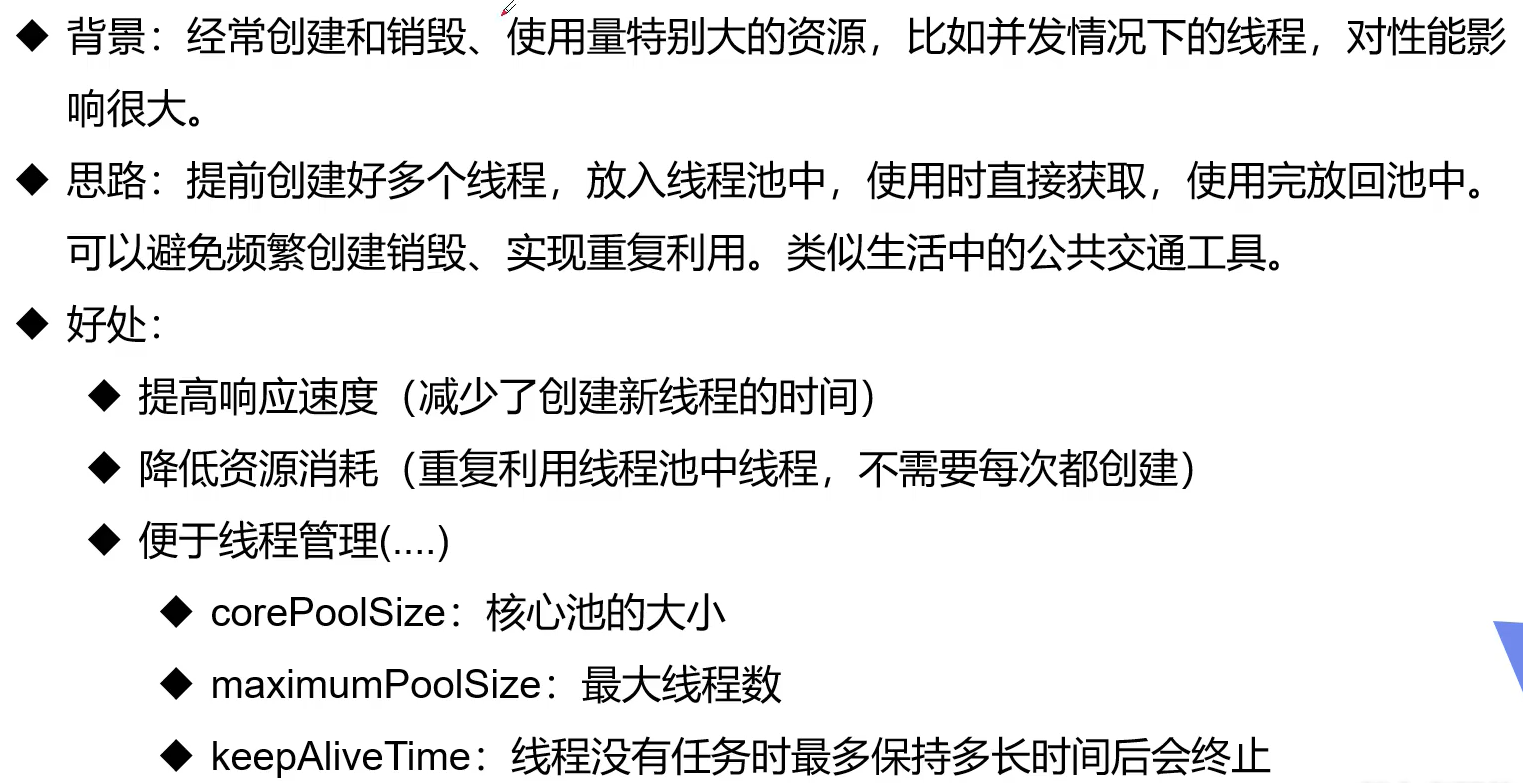 ◆ 背景：经常创建和销毁、使用量特别大的资源，比如并发情况下的线程，对性能影
响很大。
◆ 思路：提前创建好多个线程，放入线程池中，使用时直接获取，使用完放回池中。
可以避免频繁创建销毁、实现重复利用。类似生活中的公共交通工具。
◆ 好处：
◆ 提高响应速度（减少了创建新线程的时间）
◆ 降低资源消耗（重复利用线程池中线程，不需要每次都创建）
◆ 便于线程管理(....)
◆ corePoolSize：核心池的大小
◆ maximumPoolSize：最大线程数
◆ keepAliveTime：线程没有任务时最多保持多长时间后会终止